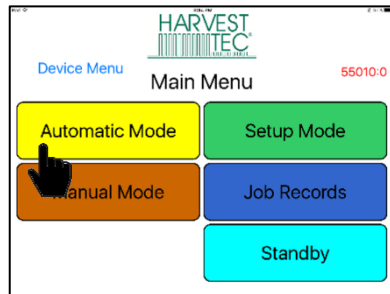 HARVEST
TEC
Device Menu
Main Menu
55010:0
Automatic Mode
Setup Mode
Manual Mode
Job Records
Standby